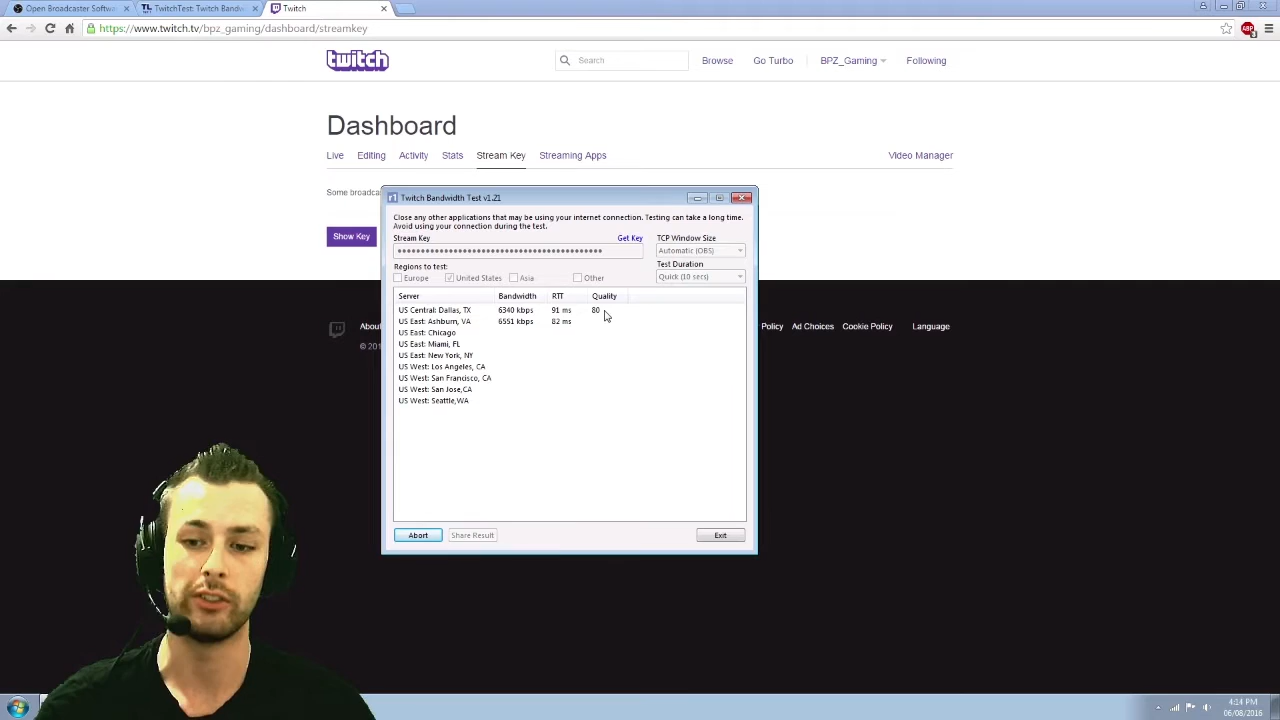 Open Broadcaster Softwa
TwitchTest: Twitch Bandw
Twitch
https://www.twitch.tv/bpz_gaming/dashboard/streamkey
ABP
twitch
Search
Browse
Go Turbo
BPZ_Gaming
Following
Dashboard
Live
Editing
Activity
Stats
Stream Key
Streaming Apps
Video Manager
Some broadca
Show Key
Twitch Bandwidth Test v1.21
Close any other applications that may be using your internet connection. Testing can take a long time.
Avoid using your connection during the test.
Stream Key
Get Key
TCP Window Size
Automatic (OBS)
Test Duration
Regions to test:
Europe
United States
Asia
Other
Quick (10 secs)
Server Bandwidth RTT Quality
US Central: Dallas, TX 6340 kbps 91 ms 80
US East: Ashburn, VA 6551 kbps 82 ms
US East: Chicago
US East: Miami, FL
US East: New York, NY
US West: Los Angeles, CA
US West: San Francisco, CA
US West: San Jose,CA
US West: Seattle,WA
Abort
Share Result
Exit
Abou
© 201
Policy
Ad Choices
Cookie Policy
Language
4:14 PM
06/08/2016